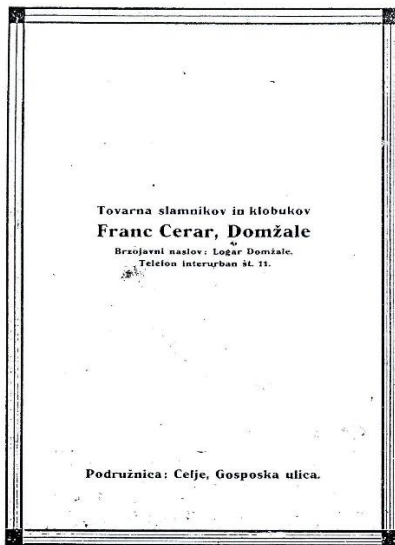 Tovarna slamnikov in klobukov
Franc Cerar, Domžale
Brzojavni naslov: Logar Domžale.
Telefon interurban št. 11.
Podružnica: Celje, Gosposka ulica.